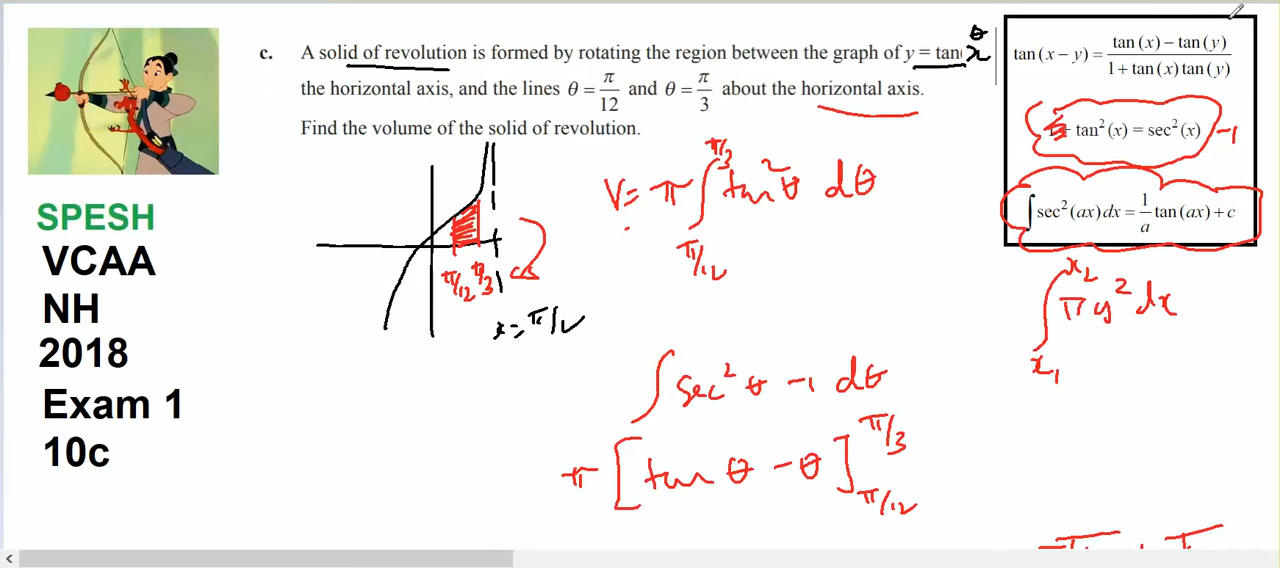 c. A solid of revolution is formed by rotating the region between the graph of y = tan( θ x
the horizontal axis, and the lines θ = π/12 and θ = π/3 about the horizontal axis.
Find the volume of the solid of revolution.
tan(x − y) = (tan(x) − tan(y))/(1 + tan(x) tan(y))
tan²(x) = sec²(x) −1
∫ sec²(ax) dx = 1/a tan(ax) + c
SPESH
VCAA
NH
2018
Exam 1
10c
π/12 π/3
x = π/2
V = π ∫ π/3 π/12 tan²θ dθ
∫ x₂ x₁ π y² dx
∫ sec²θ −1 dθ
π [tan θ − θ] π/3 π/12